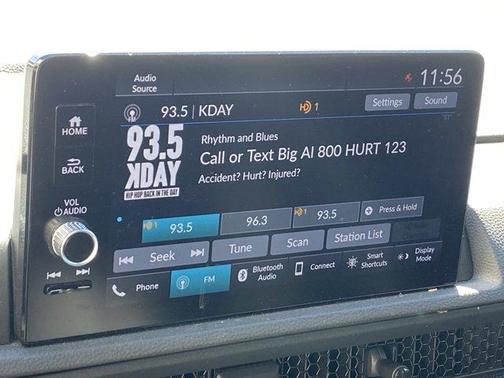 Audio
Source
11:56
93.5 | KDAY
HD 1
Settings
Sound
HOME
BACK
VOL
AUDIO
93.5
KDAY
HIP HOP BACK IN THE DAY
Rhythm and Blues
Call or Text Big Al 800 HURT 123
Accident? Hurt? Injured?
HD1 93.5
96.3
HD1 93.5
Press & Hold
Seek
Tune
Scan
Station List
Phone
FM
Bluetooth
Audio
Connect
Smart
Shortcuts
Display
Mode